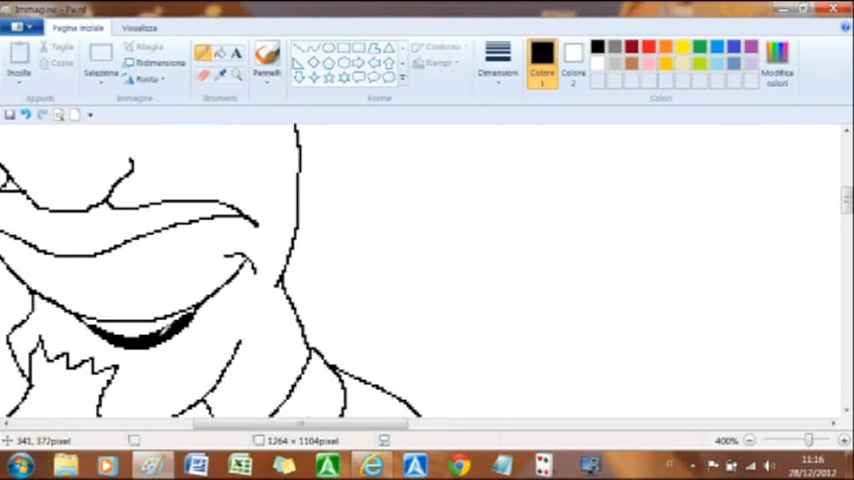 Immagine - Paint
Pagina iniziale
Visualizza
Incolla
Taglia
Copia
Appunti
Seleziona
Ritaglia
Ridimensiona
Ruota
Immagine
Strumenti
Pennelli
Contorno
Riempi
Forme
Dimensioni
Colore 1
Colore 2
Modifica colori
Colori
341, 372pixel
1264 × 1104pixel
400%
IT
11:16
28/12/2012